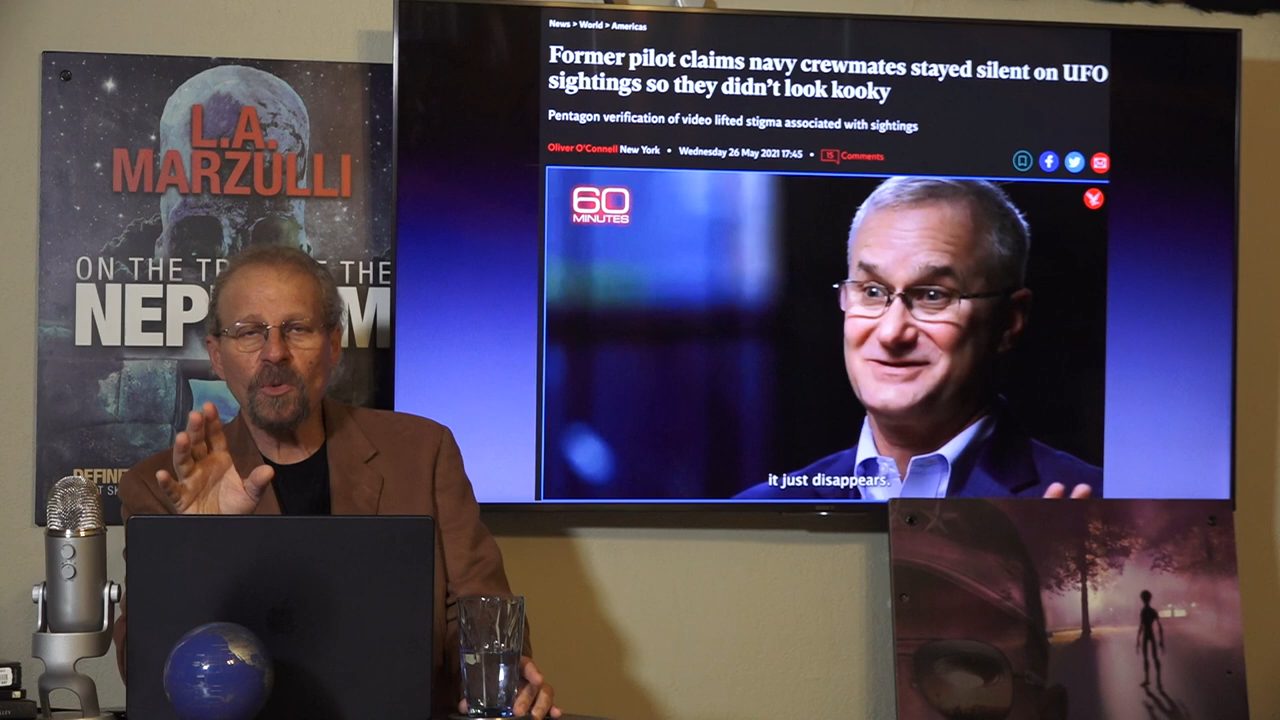 L.A.
MARZULLI
ON THE TR THE
NEP M
DEFIN
News > World > Americas
Former pilot claims navy crewmates stayed silent on UFO
sightings so they didn't look kooky
Pentagon verification of video lifted stigma associated with sightings
Oliver O'Connell New York • Wednesday 26 May 2021 17:45 • 15 Comments
60
MINUTES
it just disappears.